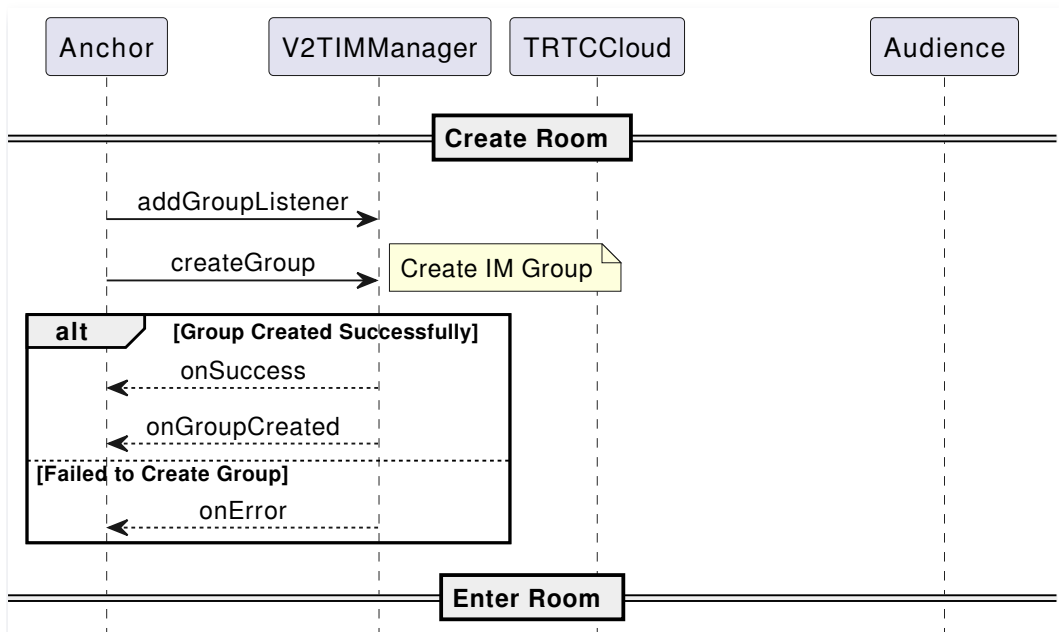 Anchor V2TIMManager TRTCCloud Audience
Create Room
addGroupListener
createGroup
Create IM Group
alt [Group Created Successfully]
onSuccess
onGroupCreated
[Failed to Create Group]
onError
Enter Room